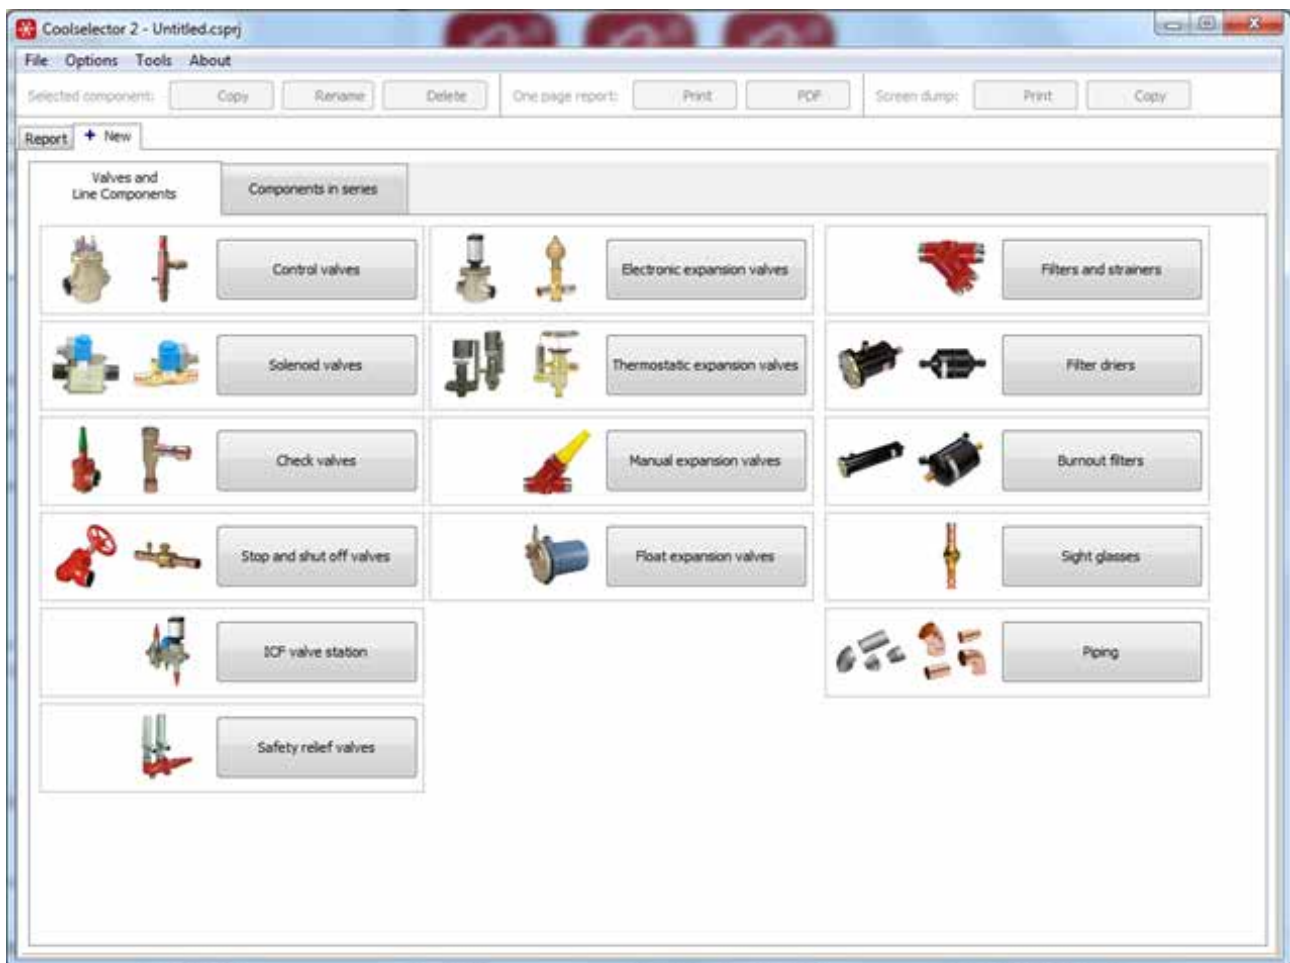 Coolselector 2 - Untitled.csprj
File Options Tools About
Selected component: Copy Rename Delete One page report: Print PDF Screen dump: Print Copy
Report + New
Valves and
Line Components
Components in series
Control valves
Electronic expansion valves
Filters and strainers
Solenoid valves
Thermostatic expansion valves
Filter driers
Check valves
Manual expansion valves
Burnout filters
Stop and shut off valves
Float expansion valves
Sight glasses
ICF valve station
Piping
Safety relief valves